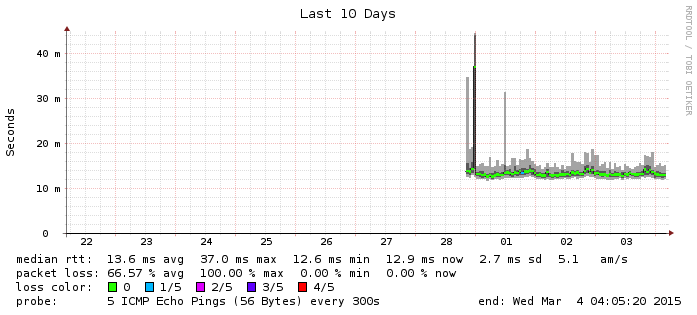 Last 10 Days
RRDTOOL / TOBI OETIKER
Seconds
40 m
30 m
20 m
10 m
0
22 23 24 25 26 27 28 01 02 03
median rtt: 13.6 ms avg 37.0 ms max 12.6 ms min 12.9 ms now 2.7 ms sd 5.1 am/s
packet loss: 66.57 % avg 100.00 % max 0.00 % min 0.00 % now
loss color: 0 1/5 2/5 3/5 4/5
probe: 5 ICMP Echo Pings (56 Bytes) every 300s end: Wed Mar 4 04:05:20 2015